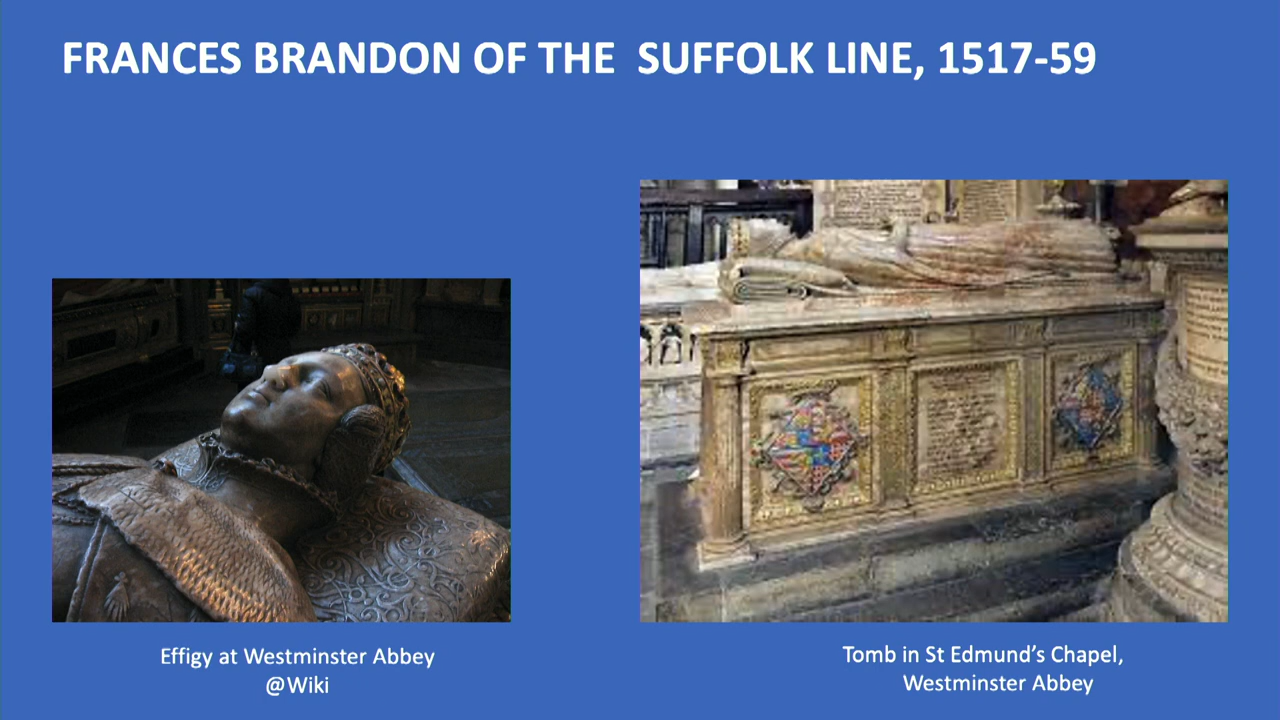 FRANCES BRANDON OF THE SUFFOLK LINE, 1517-59
Effigy at Westminster Abbey
@Wiki
Tomb in St Edmund's Chapel,
Westminster Abbey